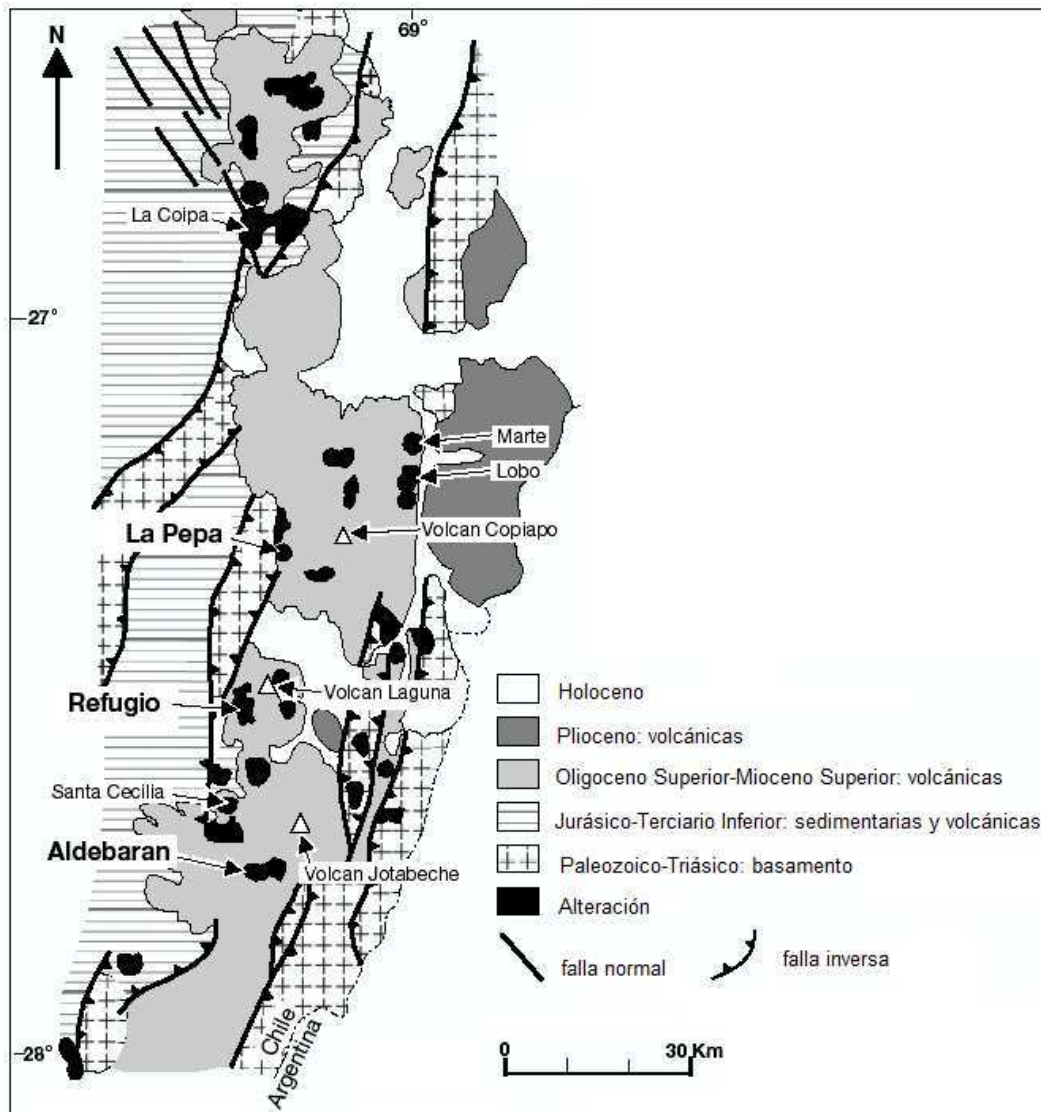 N
69°
La Coipa
27°
Marte
Lobo
La Pepa
Volcan Copiapo
Refugio
Volcan Laguna
Santa Cecilia
Aldebaran
Volcan Jotabeche
28°
Chile
Argentina
Holoceno
Plioceno: volcánicas
Oligoceno Superior-Mioceno Superior: volcánicas
Jurásico-Terciario Inferior: sedimentarias y volcánicas
Paleozoico-Triásico: basamento
Alteración
falla normal
falla inversa
0 30 Km